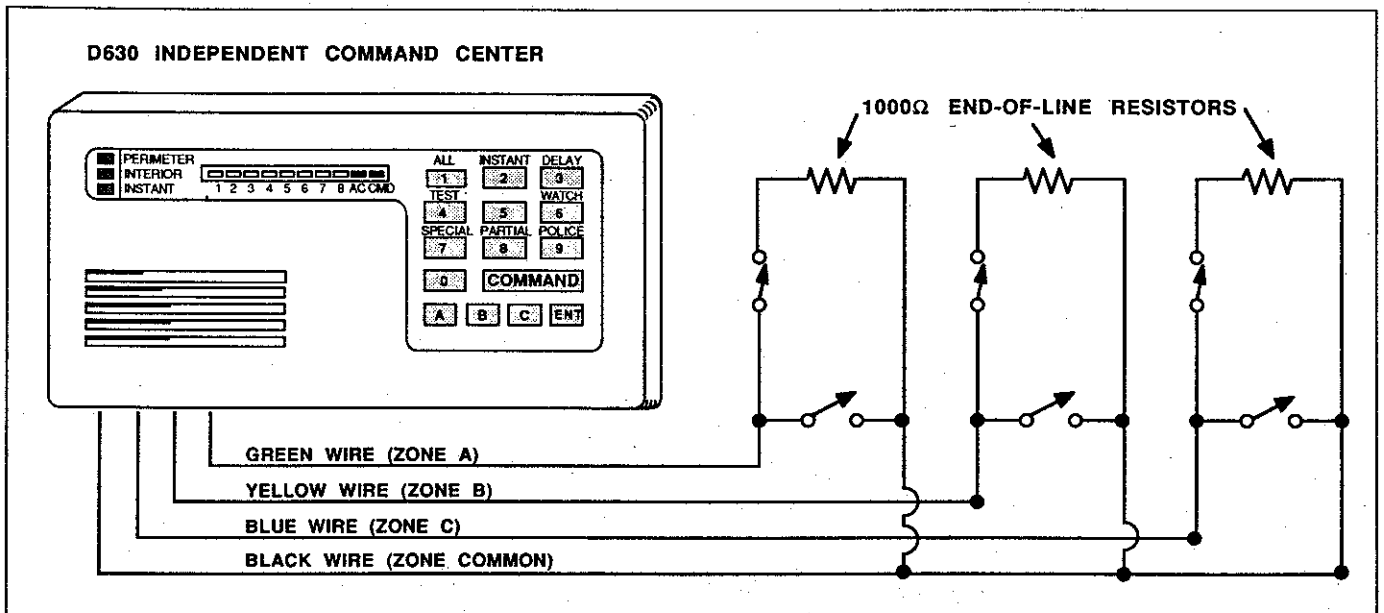 D630 INDEPENDENT COMMAND CENTER
1000Ω END-OF-LINE RESISTORS
PERIMETER
INTERIOR
INSTANT
1 2 3 4 5 6 7 8 AC CMD
ALL INSTANT DELAY
1 2 3
TEST WATCH
4 5 6
SPECIAL PARTIAL POLICE
7 8 9
0 COMMAND
A B C ENT
GREEN WIRE (ZONE A)
YELLOW WIRE (ZONE B)
BLUE WIRE (ZONE C)
BLACK WIRE (ZONE COMMON)